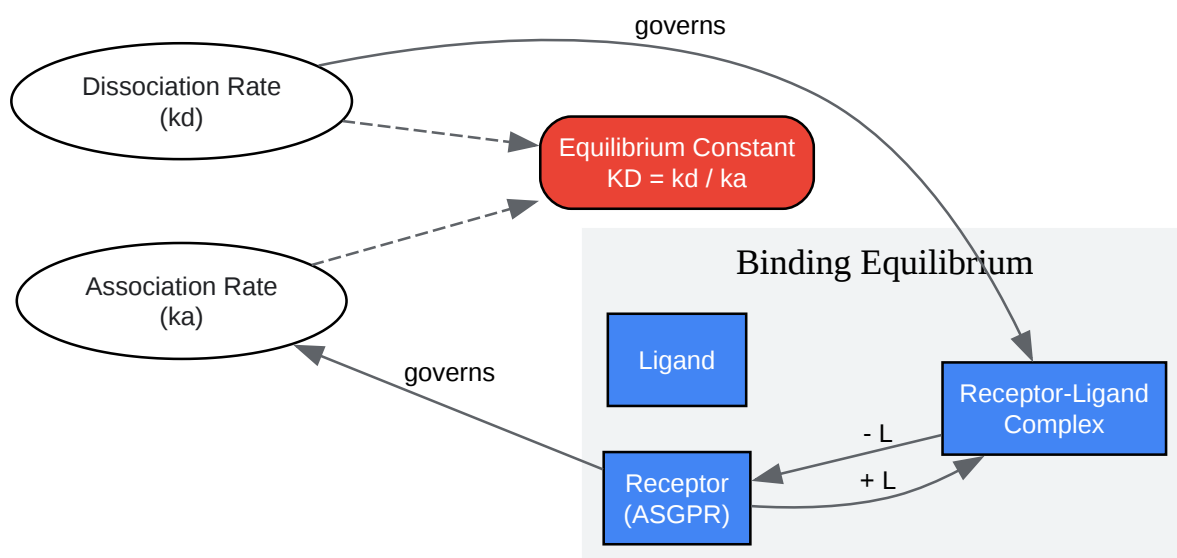 governs
Dissociation Rate
(kd)
Equilibrium Constant
KD = kd / ka
Binding Equilibrium
Association Rate
(ka)
governs
Ligand
Receptor-Ligand
Complex
- L
+ L
Receptor
(ASGPR)